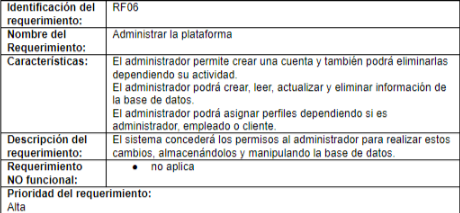 Identificación del RF06
requerimiento:
Nombre del Administrar la plataforma
Requerimiento:
Características: El administrador permite crear una cuenta y también podrá eliminarlas
dependiendo su actividad.
El administrador podrá crear, leer, actualizar y eliminar información de
la base de datos.
El administrador podrá asignar perfiles dependiendo si es
administrador, empleado o cliente.
Descripción del El sistema concederá los permisos al administrador para realizar estos
requerimiento: cambios, almacenándolos y manipulando la base de datos.
Requerimiento • no aplica
NO funcional:
Prioridad del requerimiento:
Alta